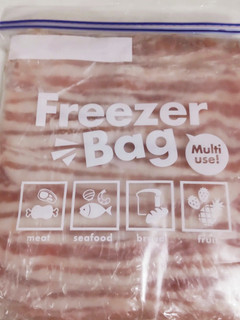 Freezer
Bag
Multi
use!
meat seafood bread fruit